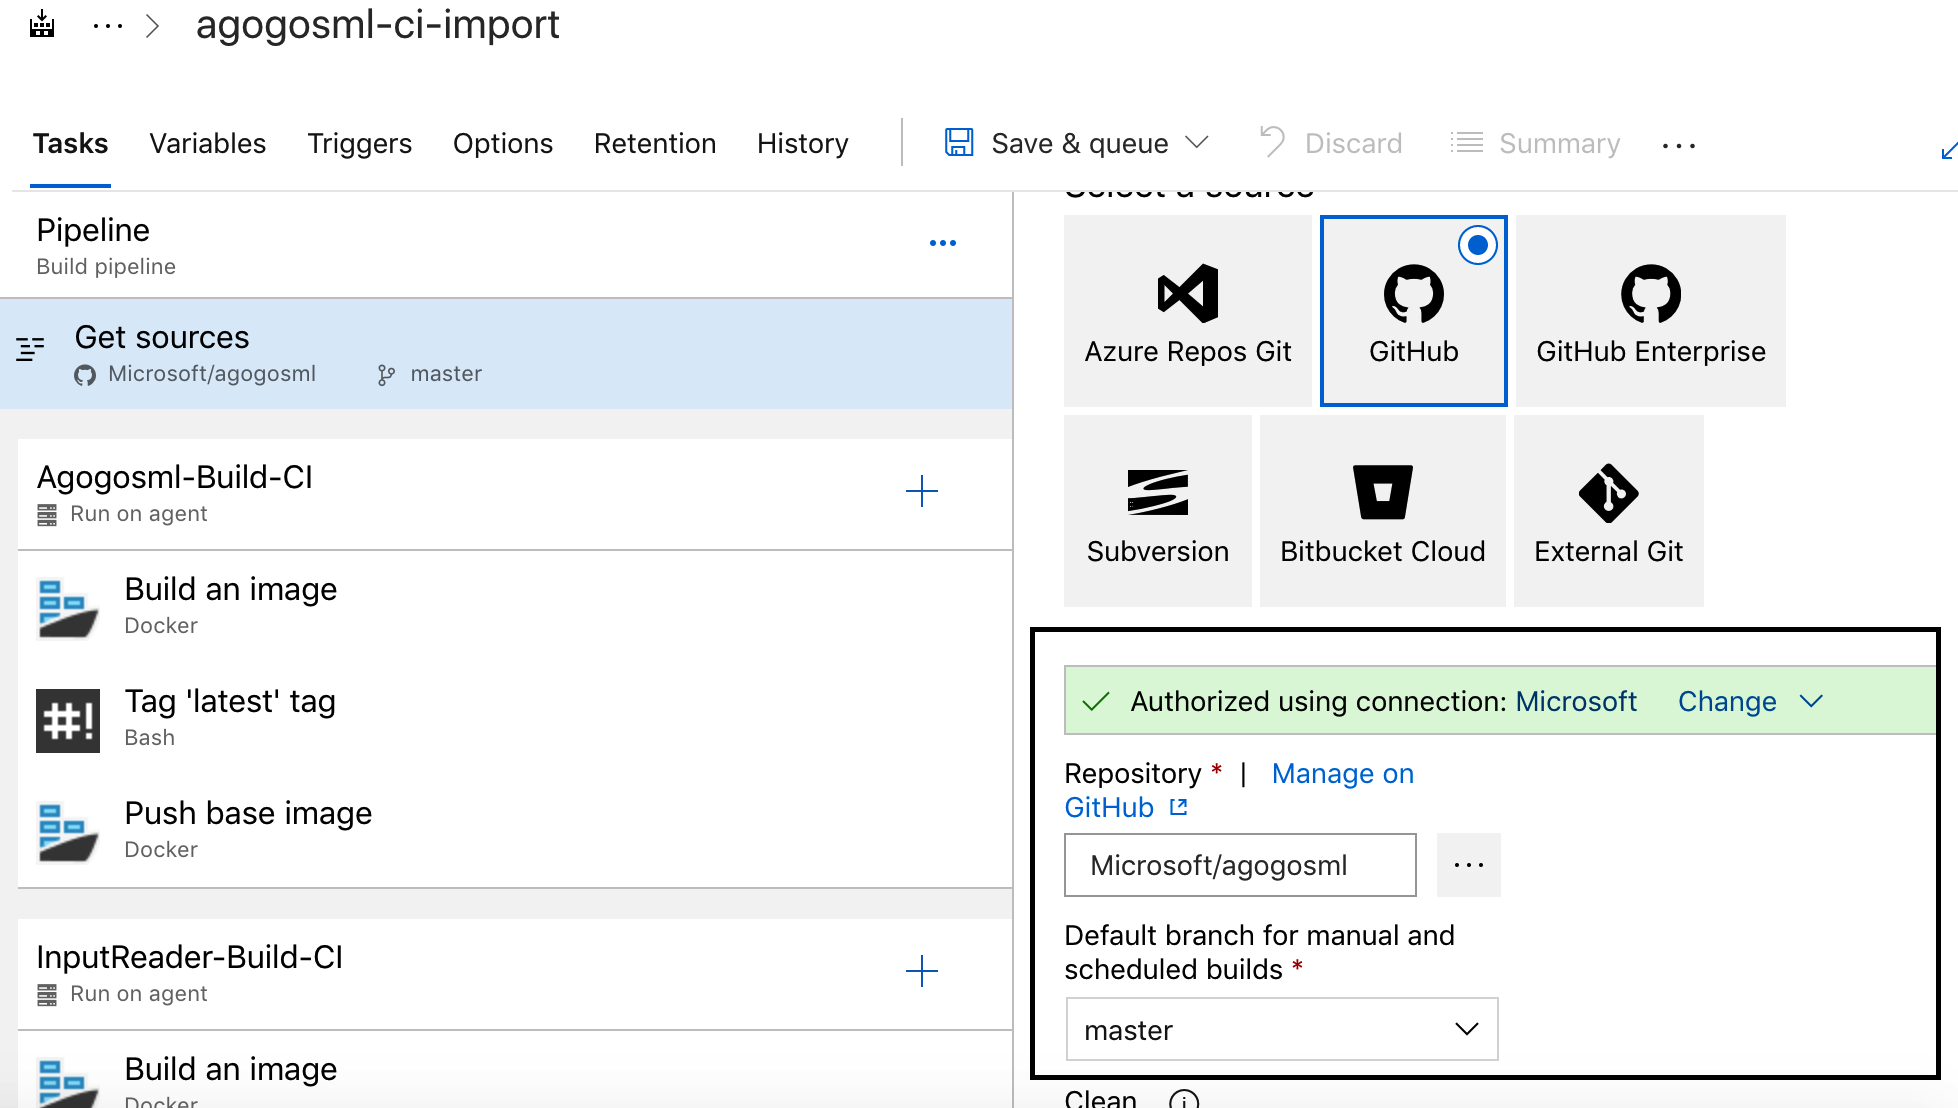 agogosml-ci-import
Tasks Variables Triggers Options Retention History Save & queue Discard Summary
Pipeline
Build pipeline
Get sources
Microsoft/agogosml master
Agogosml-Build-CI
Run on agent
Build an image
Docker
Tag 'latest' tag
Bash
Push base image
Docker
InputReader-Build-CI
Run on agent
Build an image
Docker
Select a source
Azure Repos Git
GitHub
GitHub Enterprise
Subversion
Bitbucket Cloud
External Git
Authorized using connection: Microsoft Change
Repository * | Manage on
GitHub
Microsoft/agogosml
Default branch for manual and
scheduled builds *
master
Clean